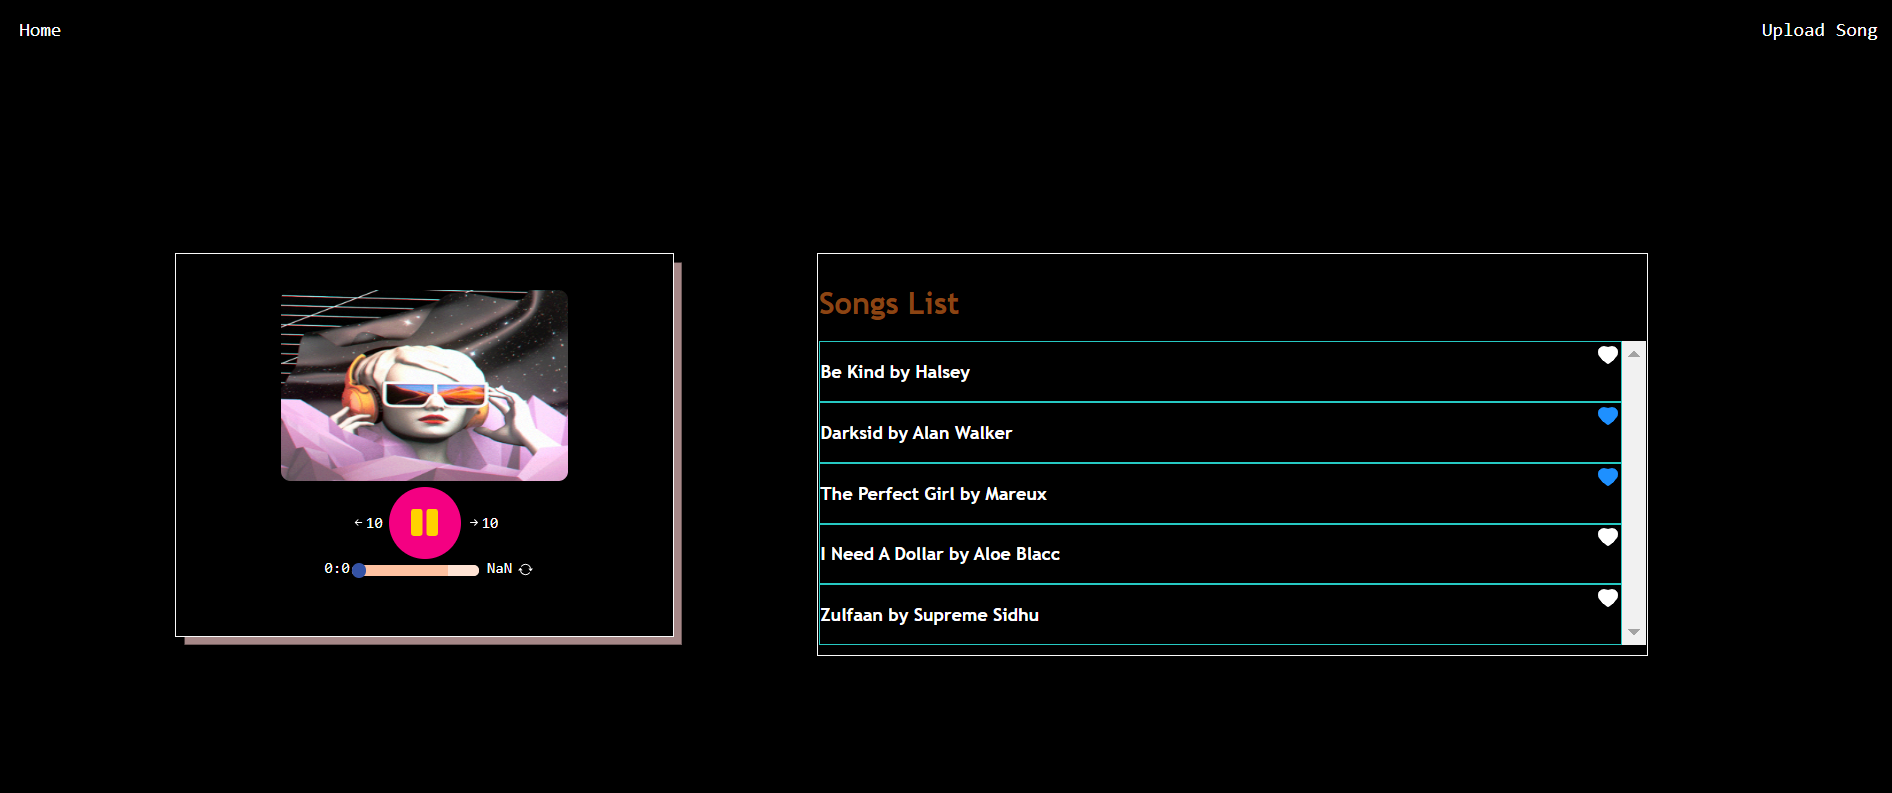 Home
Upload Song
10
10
0:0
NaN
Songs List
Be Kind by Halsey
Darksid by Alan Walker
The Perfect Girl by Mareux
I Need A Dollar by Aloe Blacc
Zulfaan by Supreme Sidhu